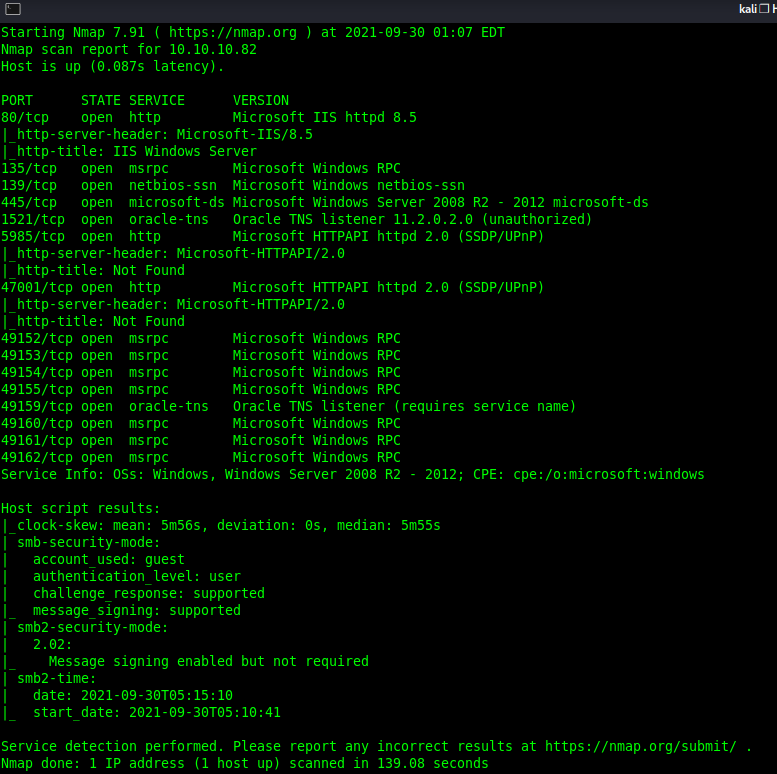 kali
Starting Nmap 7.91 ( https://nmap.org ) at 2021-09-30 01:07 EDT
Nmap scan report for 10.10.10.82
Host is up (0.087s latency).
PORT      STATE SERVICE      VERSION
80/tcp    open  http         Microsoft IIS httpd 8.5
|_http-server-header: Microsoft-IIS/8.5
|_http-title: IIS Windows Server
135/tcp   open  msrpc        Microsoft Windows RPC
139/tcp   open  netbios-ssn  Microsoft Windows netbios-ssn
445/tcp   open  microsoft-ds Microsoft Windows Server 2008 R2 - 2012 microsoft-ds
1521/tcp  open  oracle-tns   Oracle TNS listener 11.2.0.2.0 (unauthorized)
5985/tcp  open  http         Microsoft HTTPAPI httpd 2.0 (SSDP/UPnP)
|_http-server-header: Microsoft-HTTPAPI/2.0
|_http-title: Not Found
47001/tcp open  http         Microsoft HTTPAPI httpd 2.0 (SSDP/UPnP)
|_http-server-header: Microsoft-HTTPAPI/2.0
|_http-title: Not Found
49152/tcp open  msrpc        Microsoft Windows RPC
49153/tcp open  msrpc        Microsoft Windows RPC
49154/tcp open  msrpc        Microsoft Windows RPC
49155/tcp open  msrpc        Microsoft Windows RPC
49159/tcp open  oracle-tns   Oracle TNS listener (requires service name)
49160/tcp open  msrpc        Microsoft Windows RPC
49161/tcp open  msrpc        Microsoft Windows RPC
49162/tcp open  msrpc        Microsoft Windows RPC
Service Info: OSs: Windows, Windows Server 2008 R2 - 2012; CPE: cpe:/o:microsoft:windows
Host script results:
|_clock-skew: mean: 5m56s, deviation: 0s, median: 5m55s
| smb-security-mode:
|   account_used: guest
|   authentication_level: user
|   challenge_response: supported
|_  message_signing: supported
| smb2-security-mode:
|   2.02:
|_    Message signing enabled but not required
| smb2-time:
|   date: 2021-09-30T05:15:10
|_  start_date: 2021-09-30T05:10:41
Service detection performed. Please report any incorrect results at https://nmap.org/submit/ .
Nmap done: 1 IP address (1 host up) scanned in 139.08 seconds